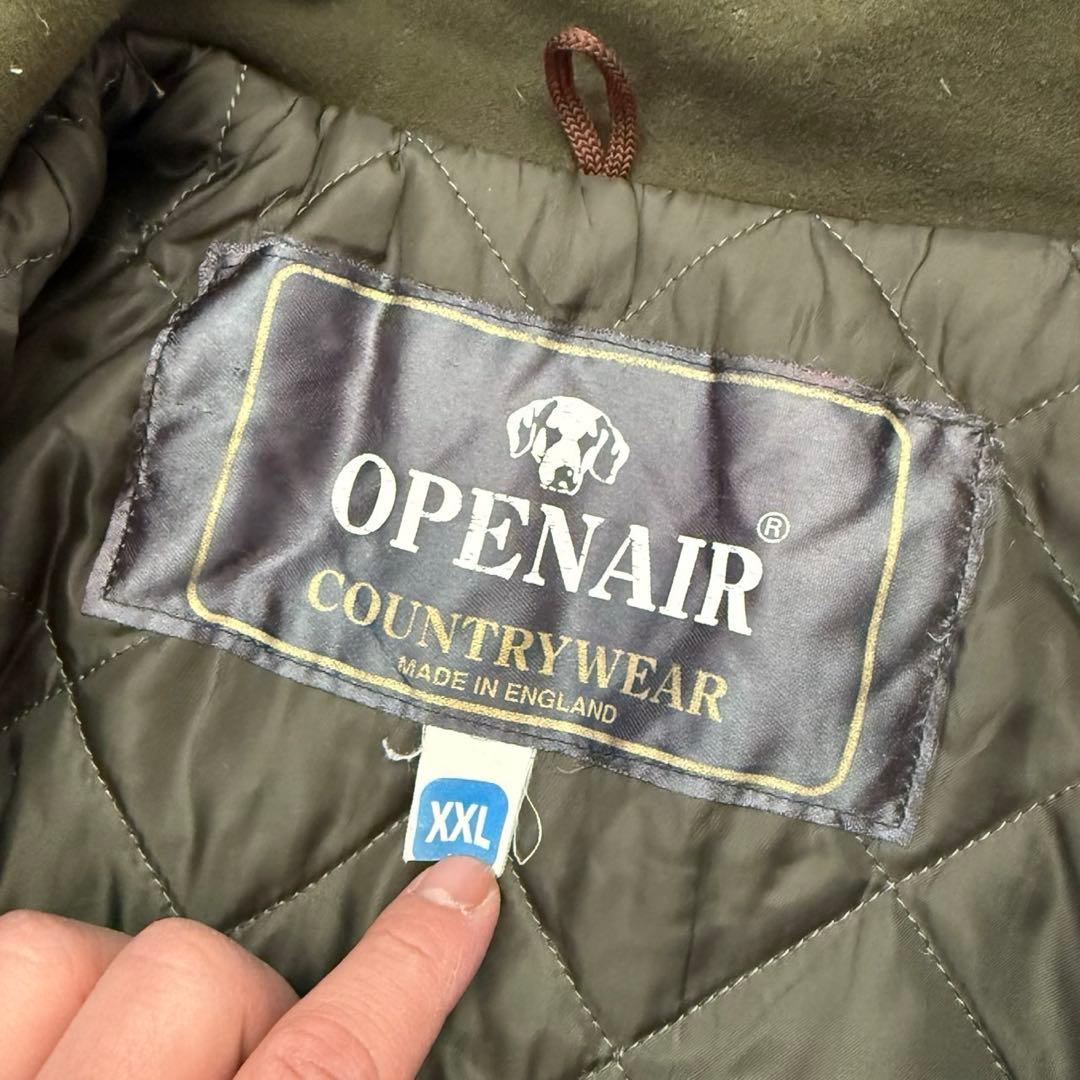 OPENAIR®
COUNTRYWEAR
MADE IN ENGLAND
XXL